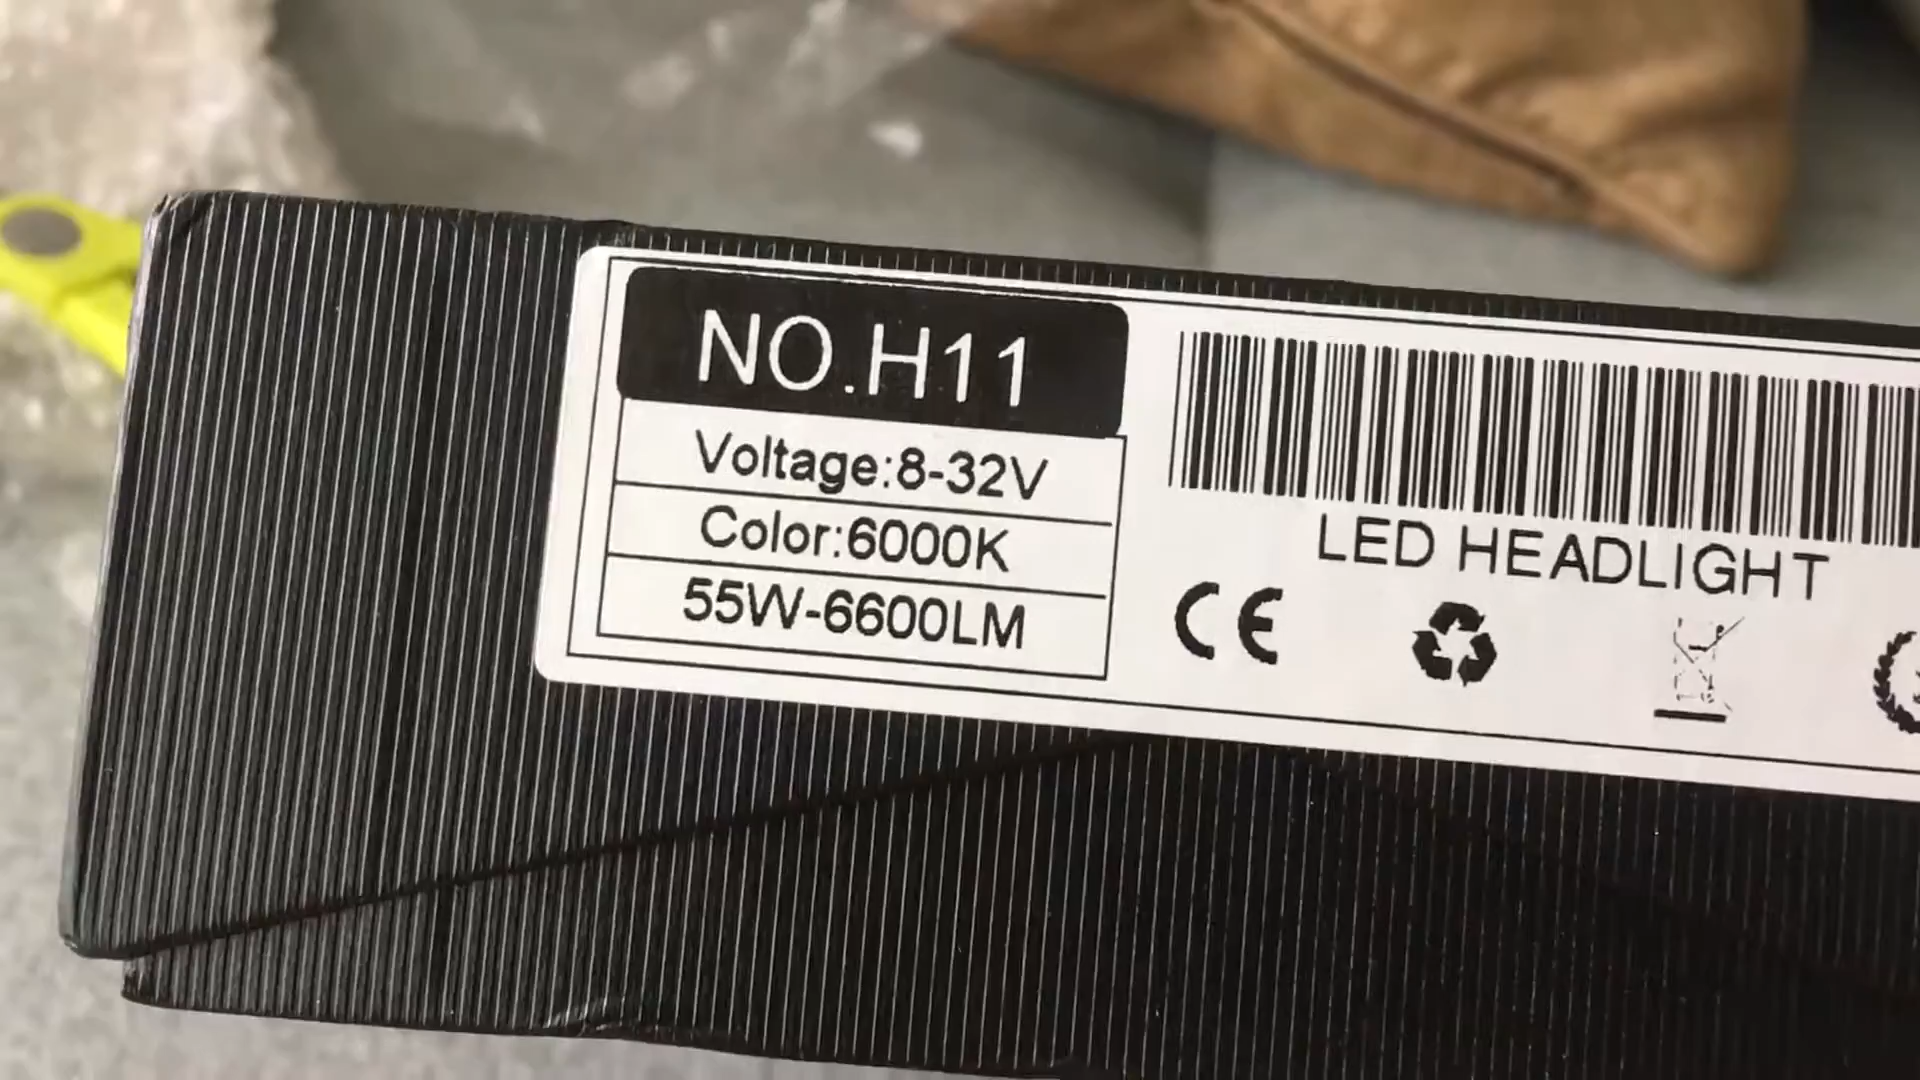 NO.H11
Voltage:8-32V
Color:6000K
55W-6600LM
LED HEADLIGHT
CE